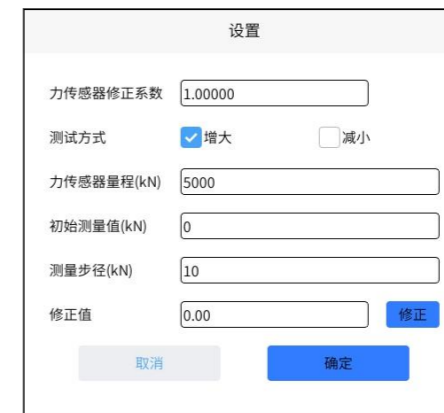 设置
力传感器修正系数 1.00000
测试方式 增大 减小
力传感器量程(kN) 5000
初始测量值(kN) 0
测量步径(kN) 10
修正值 0.00 修正
取消 确定